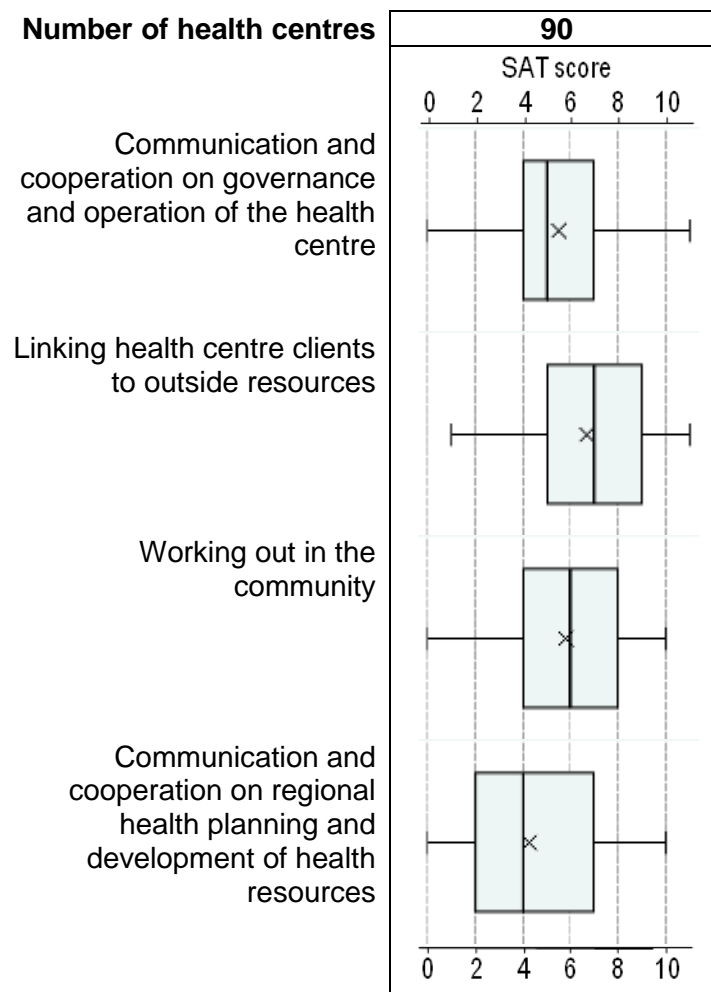 Number of health centres 90
SAT score
0 2 4 6 8 10
Communication and
cooperation on governance
and operation of the health
centre
Linking health centre clients
to outside resources
Working out in the
community
Communication and
cooperation on regional
health planning and
development of health
resources
0 2 4 6 8 10